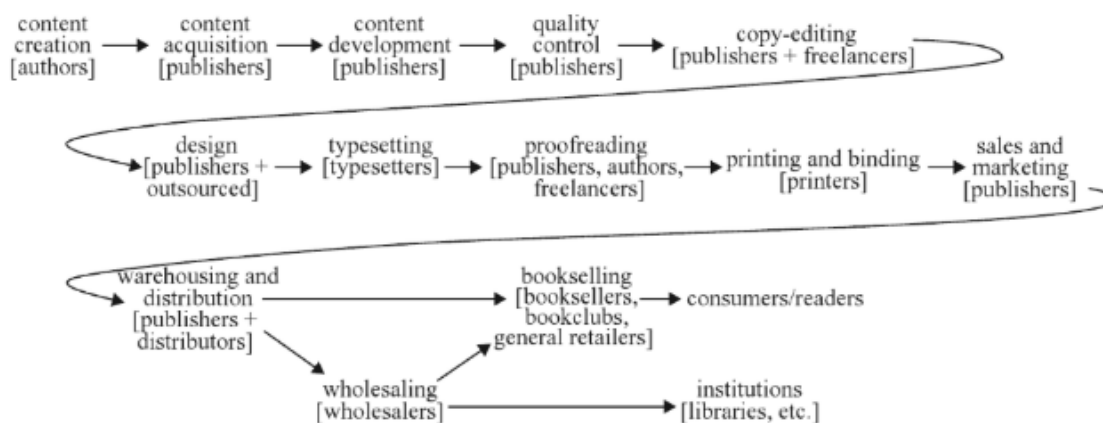 content creation [authors]
content acquisition [publishers]
content development [publishers]
quality control [publishers]
copy-editing [publishers + freelancers]
design [publishers + outsourced]
typesetting [typesetters]
proofreading [publishers, authors, freelancers]
printing and binding [printers]
sales and marketing [publishers]
warehousing and distribution [publishers + distributors]
bookselling [booksellers, bookclubs, general retailers]
consumers/readers
wholesaling [wholesalers]
institutions [libraries, etc.]